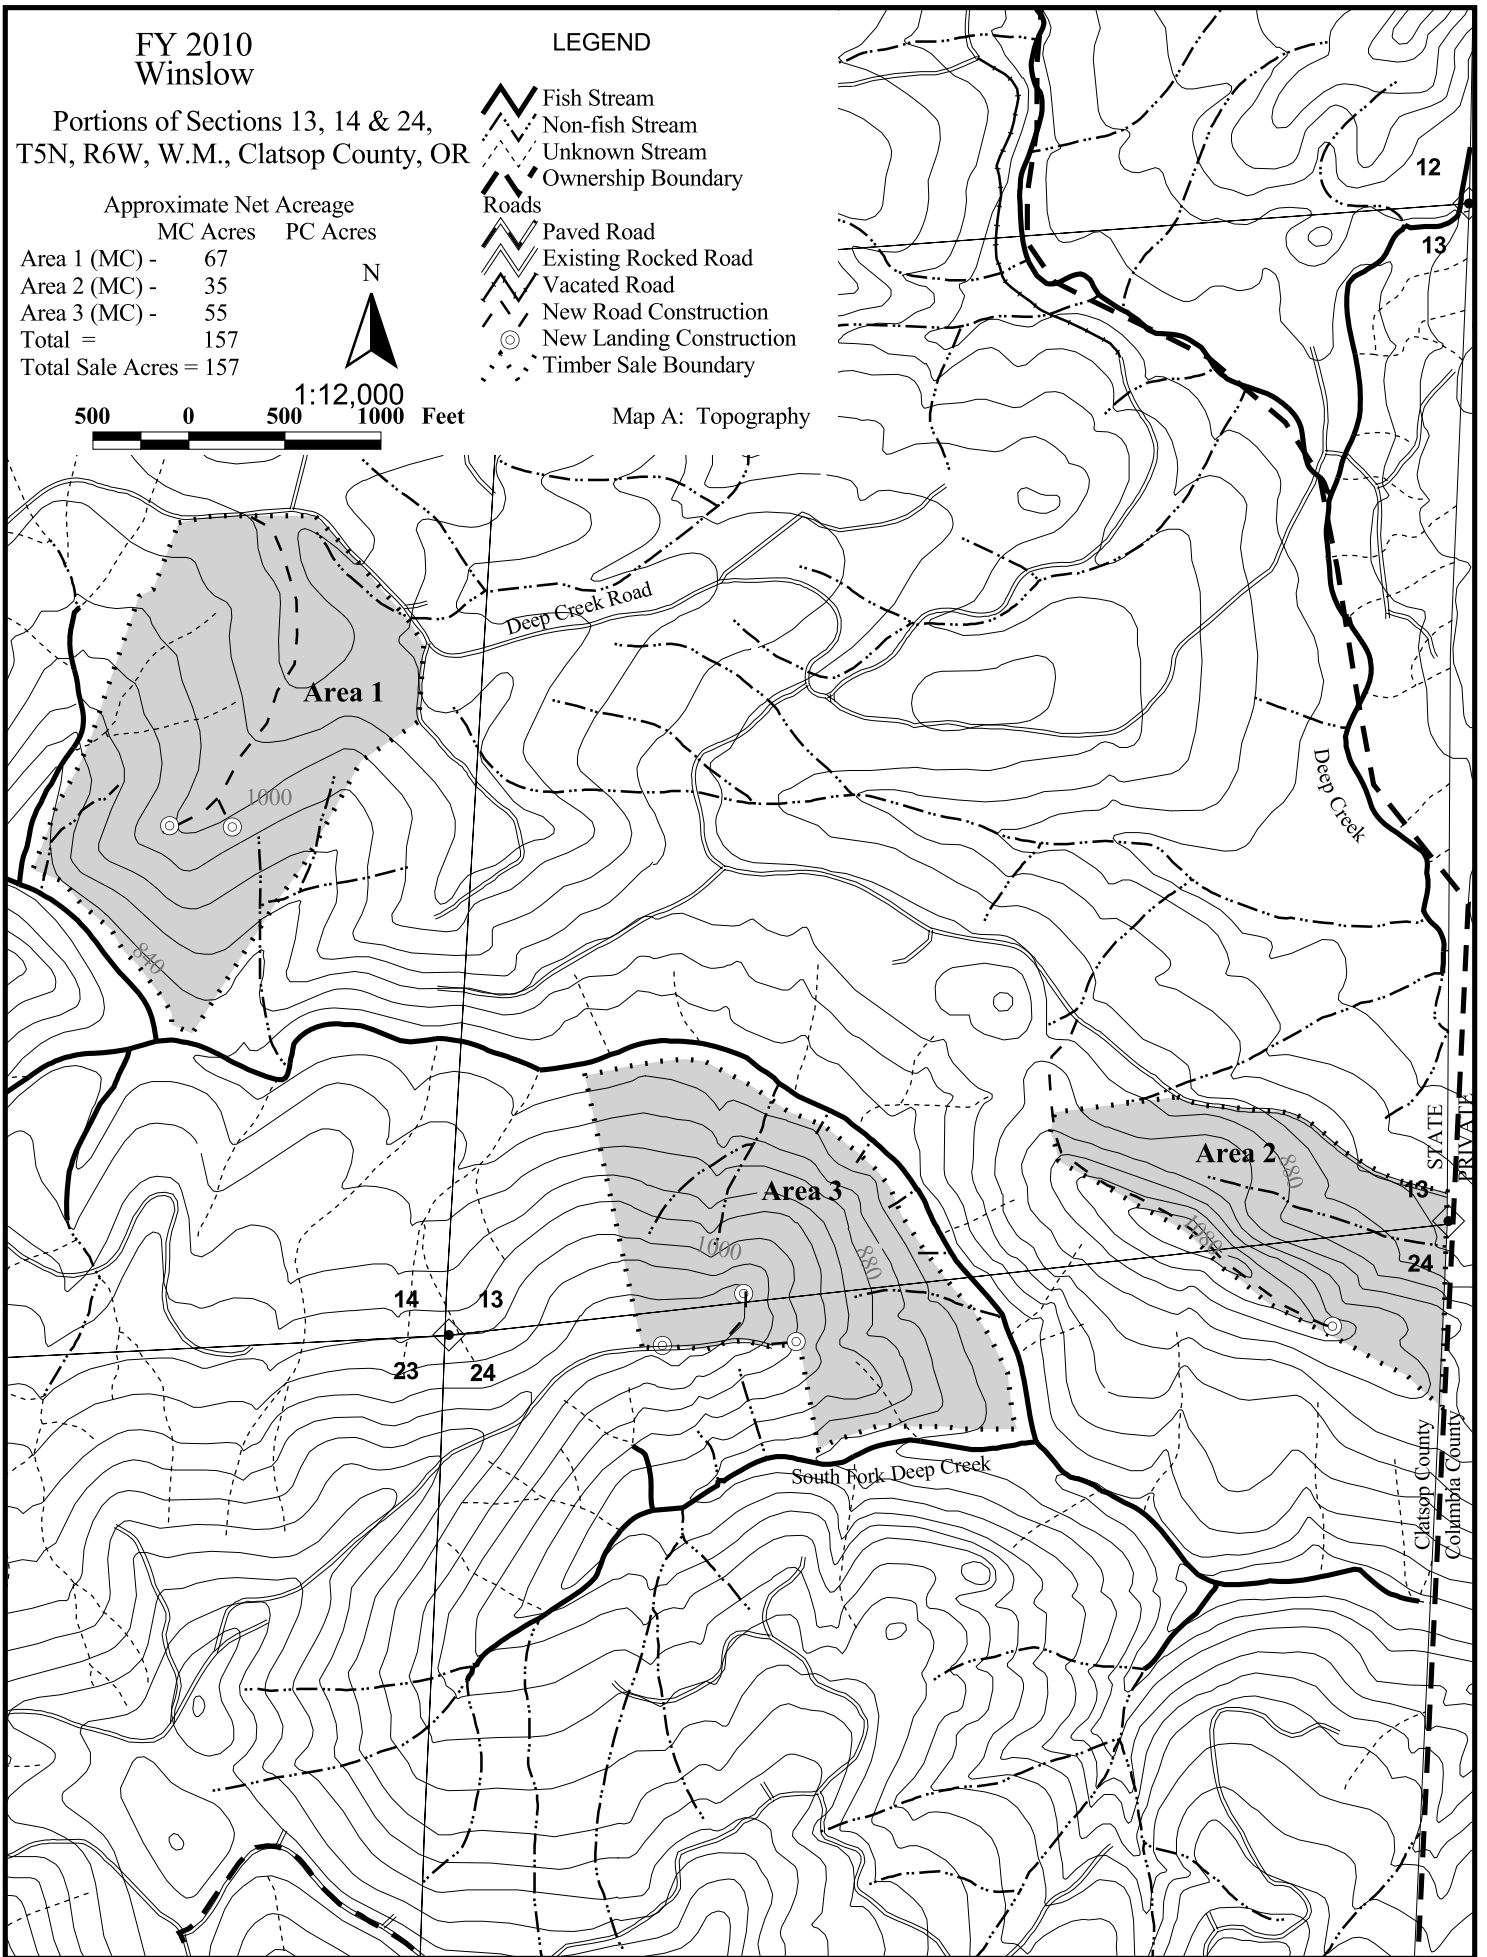 FY 2010
Winslow
Portions of Sections 13, 14 & 24,
T5N, R6W, W.M., Clatsop County, OR
Approximate Net Acreage
MC Acres PC Acres
Area 1 (MC) - 67
Area 2 (MC) - 35
Area 3 (MC) - 55
Total = 157
Total Sale Acres = 157
N
1:12,000
500 0 500 1000 Feet
LEGEND
Fish Stream
Non-fish Stream
Unknown Stream
Ownership Boundary
Roads
Paved Road
Existing Rocked Road
Vacated Road
New Road Construction
New Landing Construction
Timber Sale Boundary
Map A: Topography
12
13
Deep Creek Road
Area 1
1000
840
Deep Creek
STATE
PRIVATE
Area 2
880
1080
13
24
Area 3
1000
880
14 13
23 24
South Fork Deep Creek
Clatsop County
Columbia County